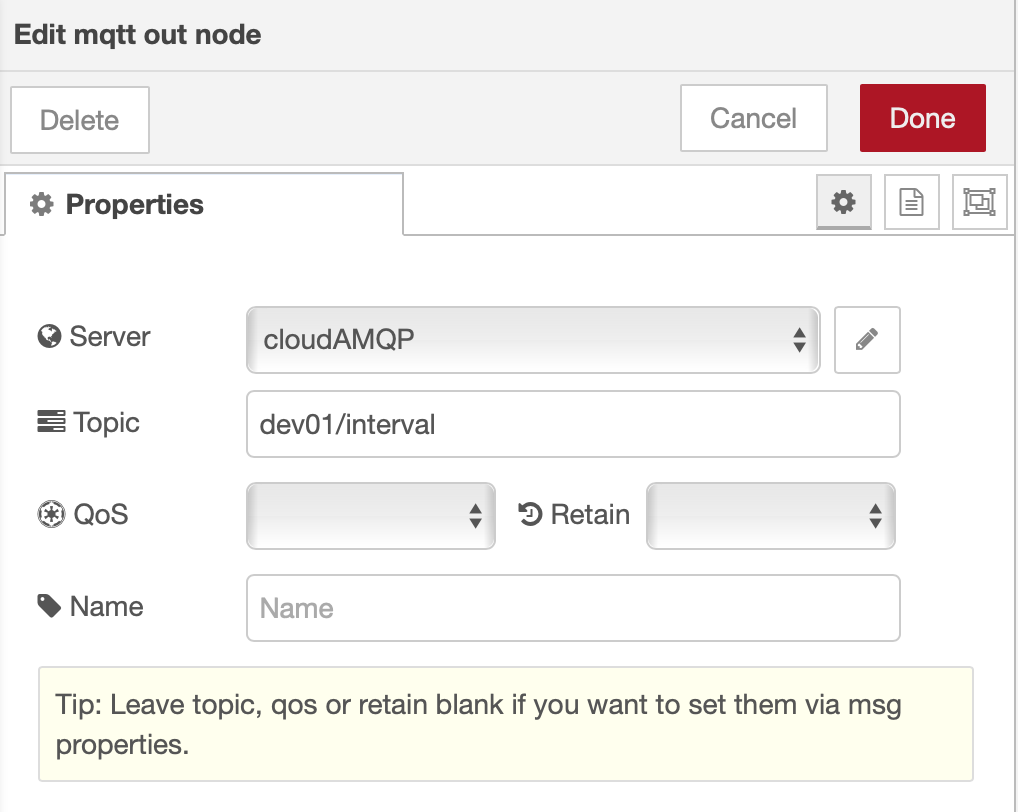 Edit mqtt out node
Delete
Cancel
Done
Properties
Server
cloudAMQP
Topic
dev01/interval
QoS
Retain
Name
Name
Tip: Leave topic, qos or retain blank if you want to set them via msg
properties.